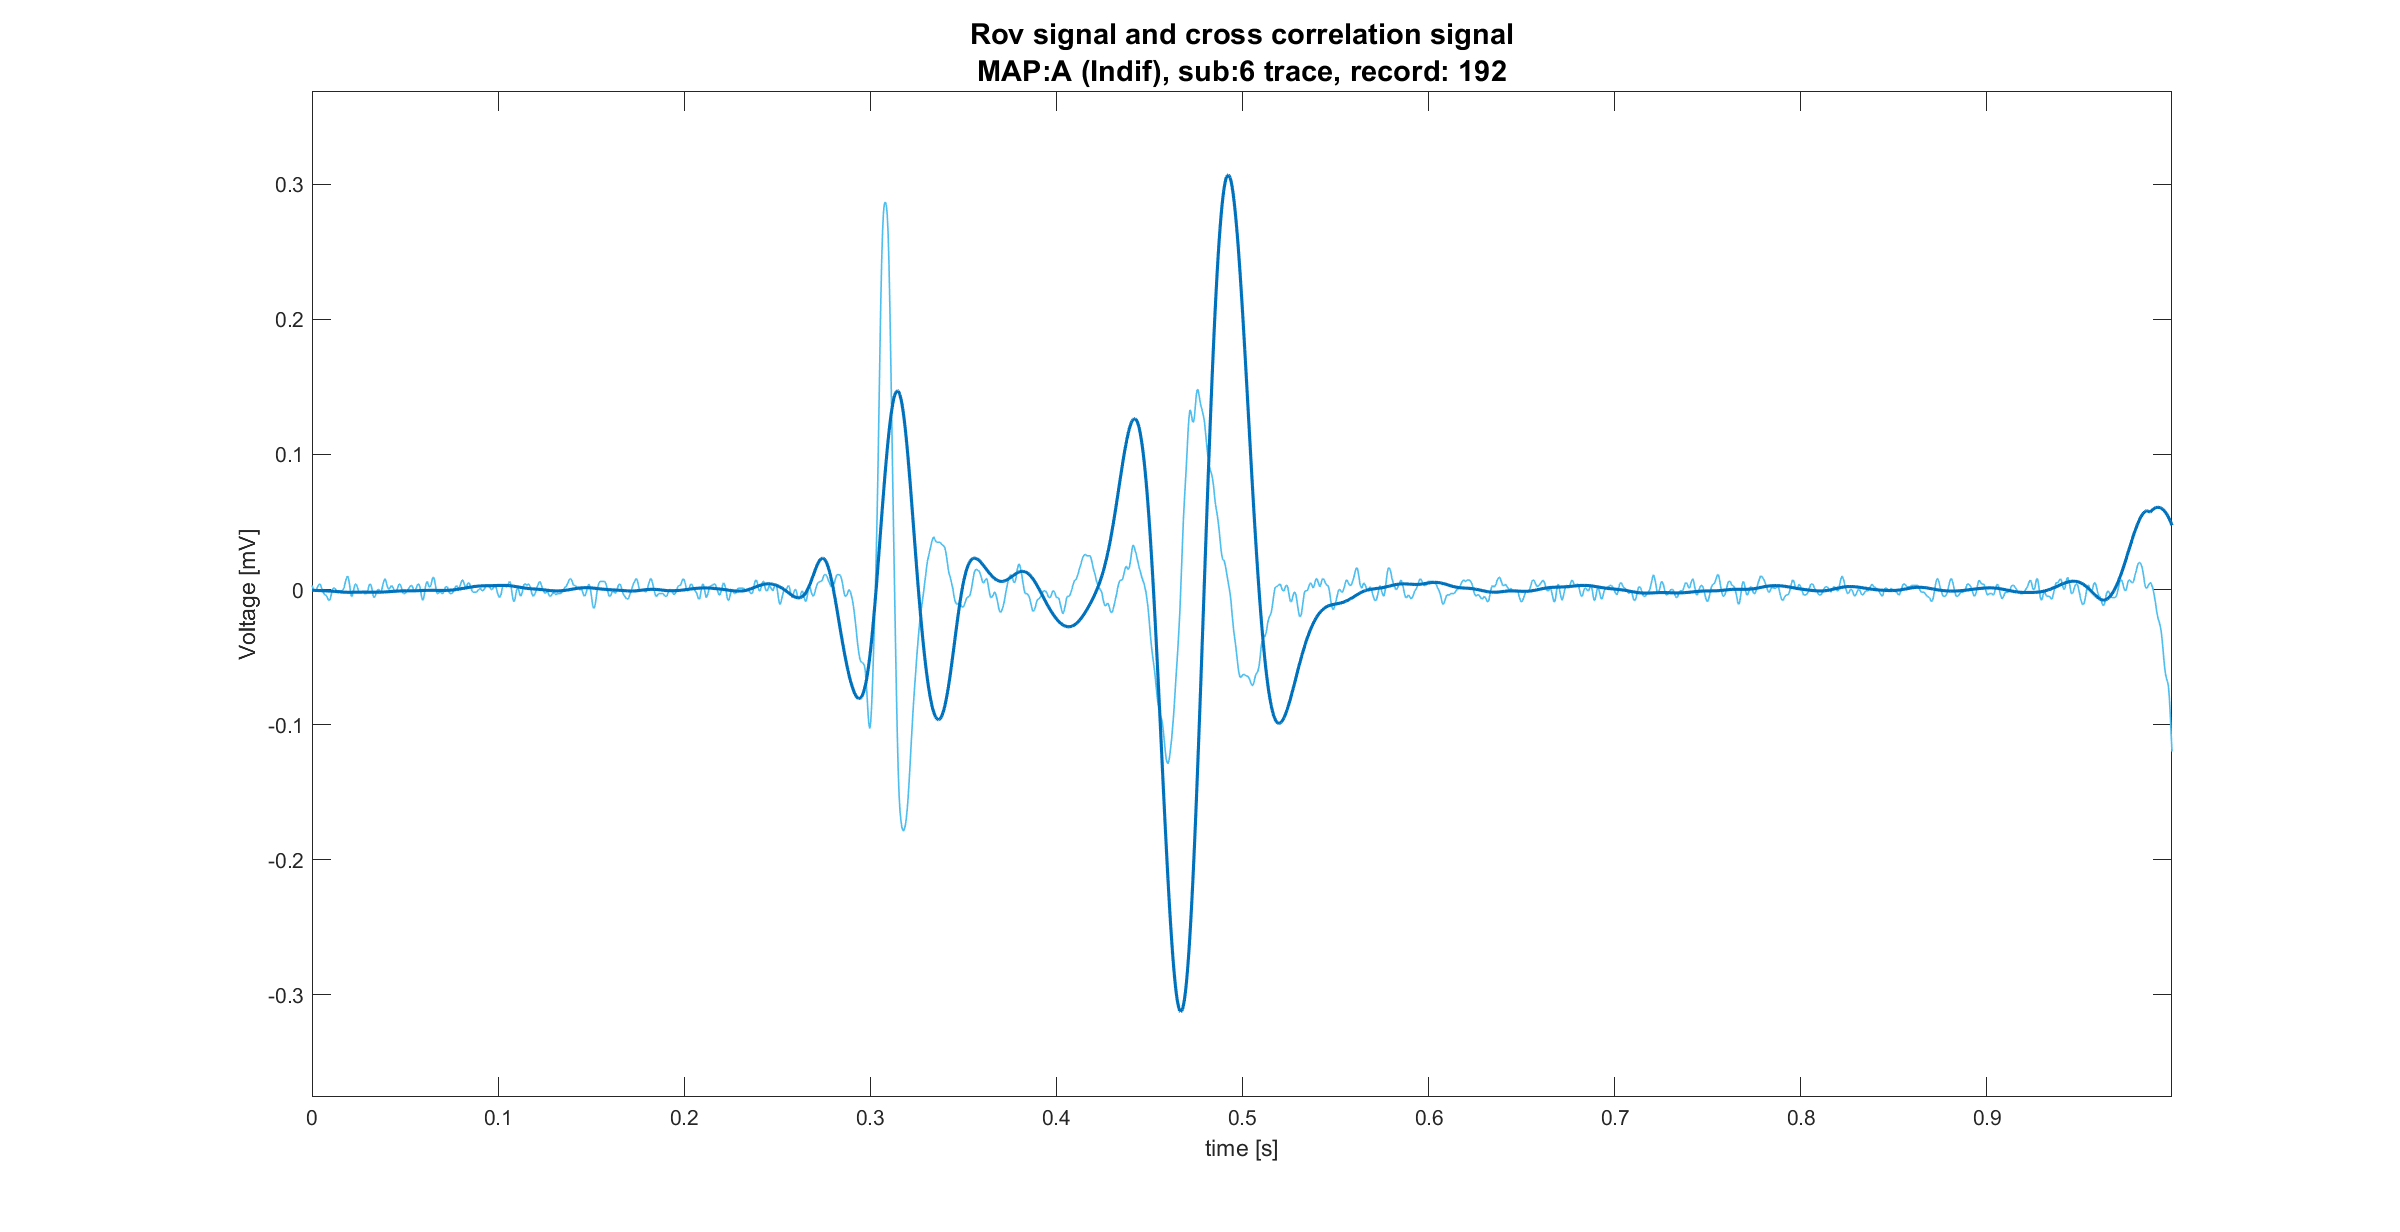 Rov signal and cross correlation signal
MAP:A (Indif), sub:6 trace, record: 192
Voltage [mV]
0.3
0.2
0.1
0
-0.1
-0.2
-0.3
0 0.1 0.2 0.3 0.4 0.5 0.6 0.7 0.8 0.9
time [s]